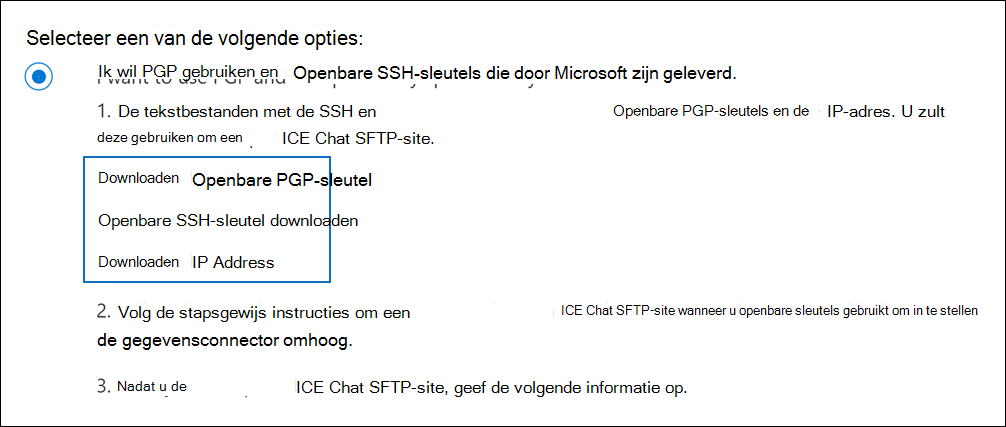 Selecteer een van de volgende opties:
Ik wil PGP gebruiken en Openbare SSH-sleutels die door Microsoft zijn geleverd.
1. De tekstbestanden met de SSH en Openbare PGP-sleutels en de IP-adres. U zult
deze gebruiken om een ICE Chat SFTP-site.
Downloaden Openbare PGP-sleutel
Openbare SSH-sleutel downloaden
Downloaden IP Address
2. Volg de stapsgewijs instructies om een ICE Chat SFTP-site wanneer u openbare sleutels gebruikt om in te stellen
de gegevensconnector omhoog.
3. Nadat u de ICE Chat SFTP-site, geef de volgende informatie op.